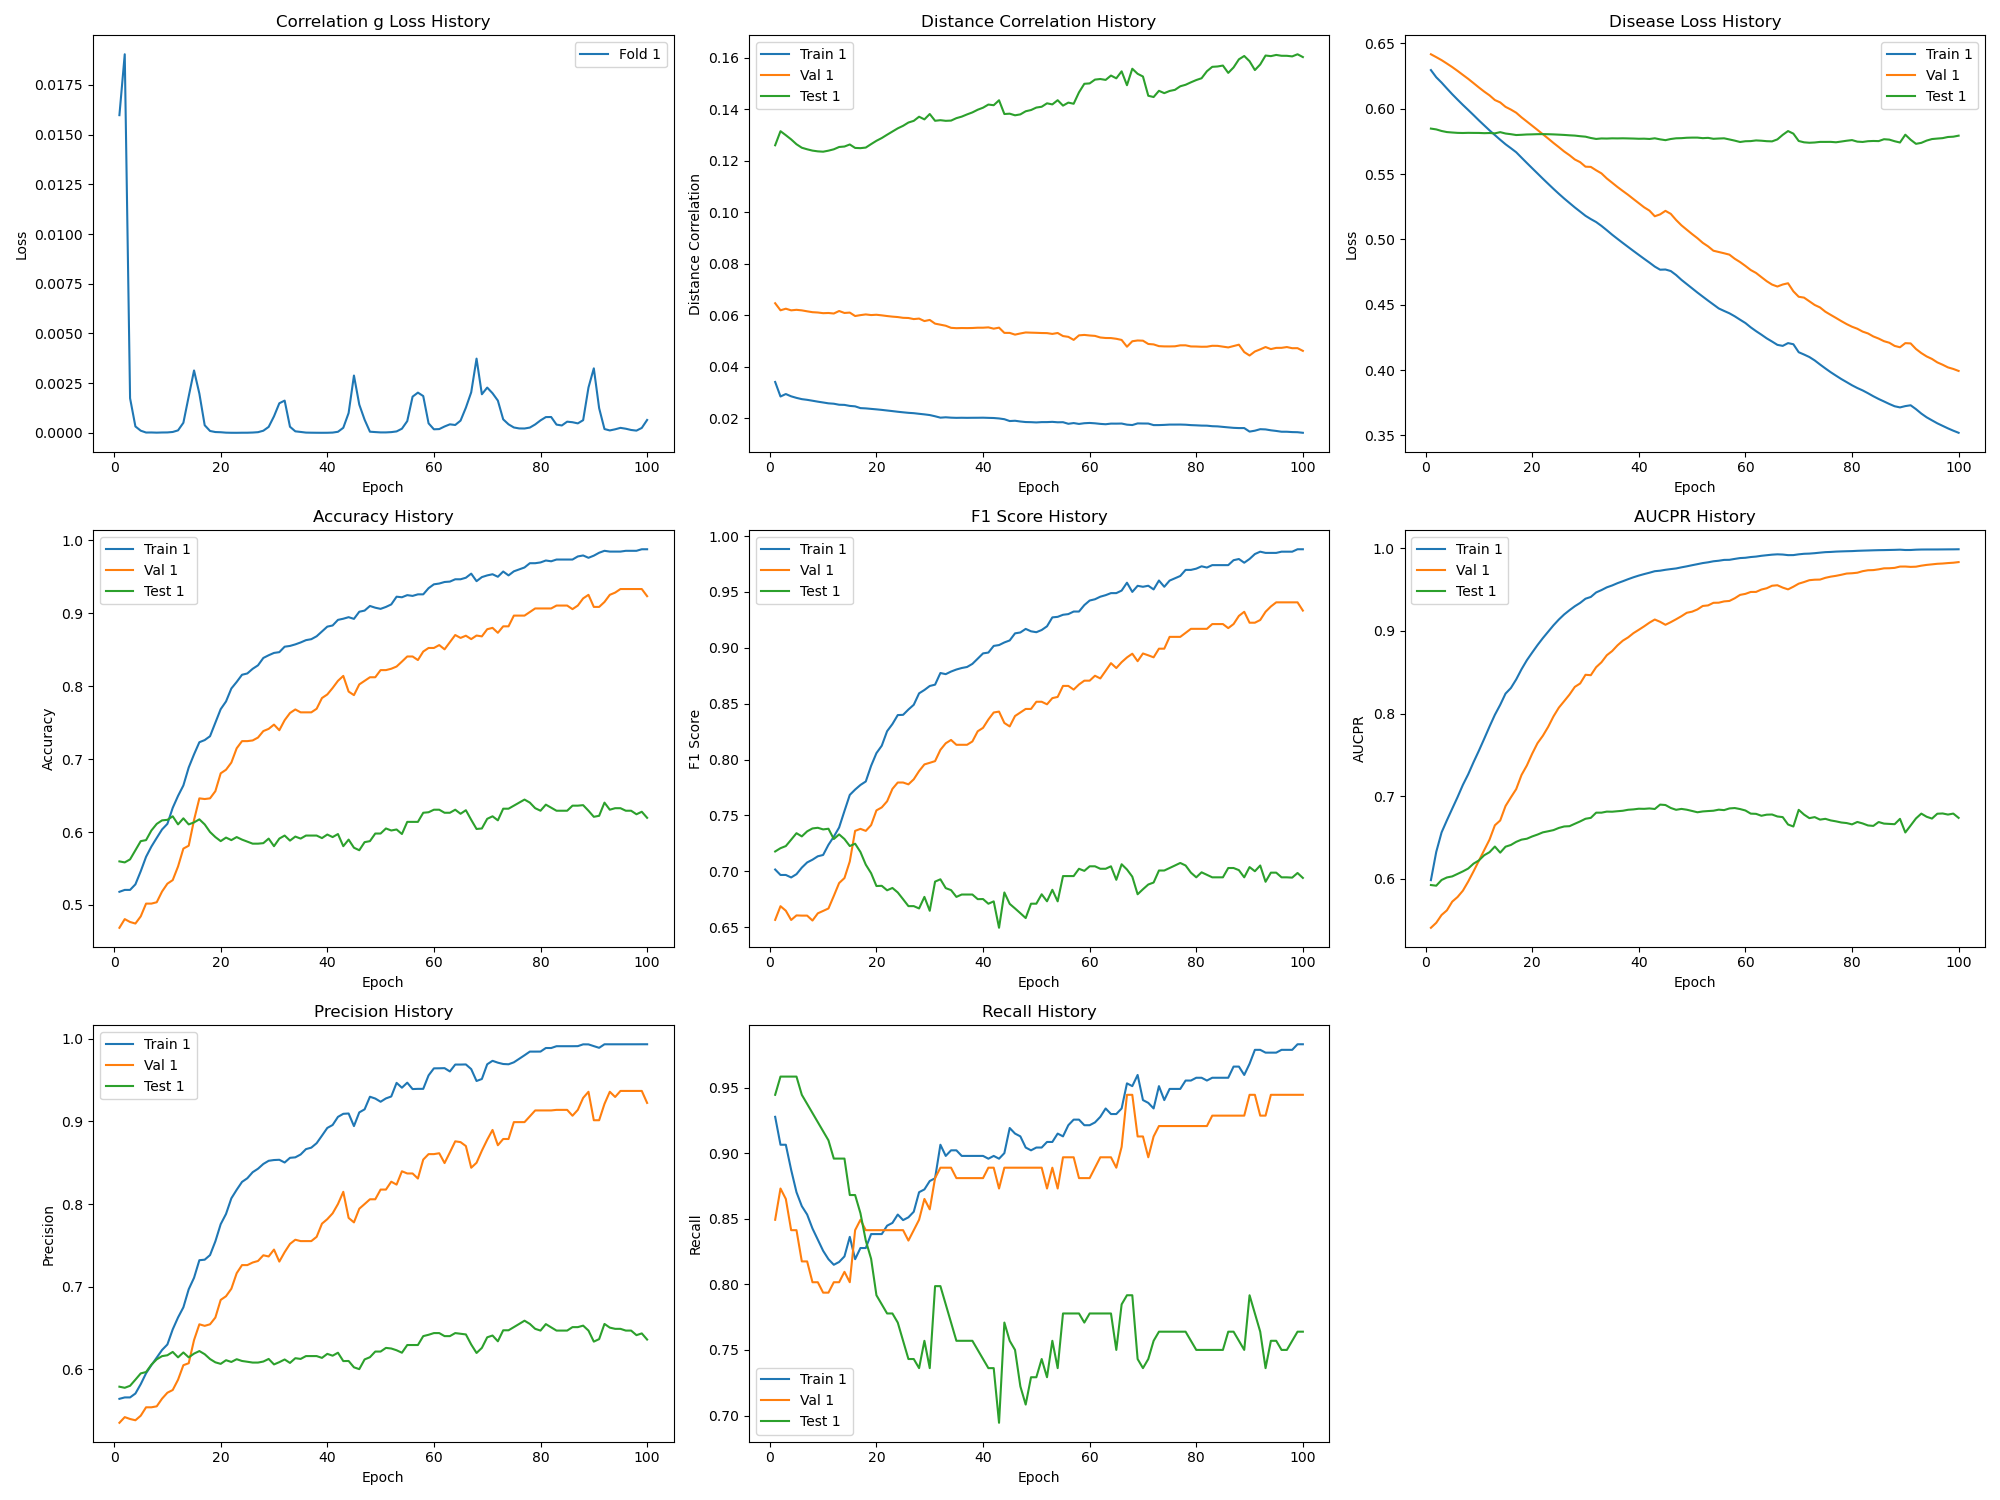 Correlation g Loss History
Loss
0.0175
0.0150
0.0125
0.0100
0.0075
0.0050
0.0025
0.0000
Fold 1
0 20 40 60 80 100
Epoch
Distance Correlation History
Distance Correlation
0.16
0.14
0.12
0.10
0.08
0.06
0.04
0.02
Train 1
Val 1
Test 1
0 20 40 60 80 100
Epoch
Disease Loss History
Loss
0.65
0.60
0.55
0.50
0.45
0.40
0.35
Train 1
Val 1
Test 1
0 20 40 60 80 100
Epoch
Accuracy History
Accuracy
1.0
0.9
0.8
0.7
0.6
0.5
Train 1
Val 1
Test 1
0 20 40 60 80 100
Epoch
F1 Score History
F1 Score
1.00
0.95
0.90
0.85
0.80
0.75
0.70
0.65
Train 1
Val 1
Test 1
0 20 40 60 80 100
Epoch
AUCPR History
AUCPR
1.0
0.9
0.8
0.7
0.6
Train 1
Val 1
Test 1
0 20 40 60 80 100
Epoch
Precision History
Precision
1.0
0.9
0.8
0.7
0.6
Train 1
Val 1
Test 1
0 20 40 60 80 100
Epoch
Recall History
Recall
0.95
0.90
0.85
0.80
0.75
0.70
Train 1
Val 1
Test 1
0 20 40 60 80 100
Epoch